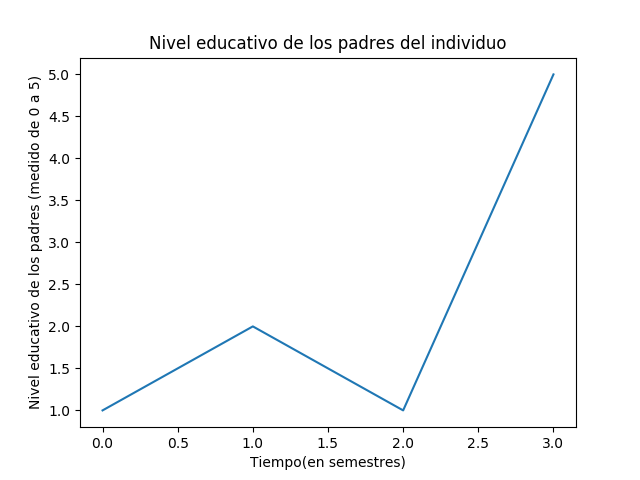 Nivel educativo de los padres del individuo
Nivel educativo de los padres (medido de 0 a 5)
5.0
4.5
4.0
3.5
3.0
2.5
2.0
1.5
1.0
0.0 0.5 1.0 1.5 2.0 2.5 3.0
Tiempo(en semestres)